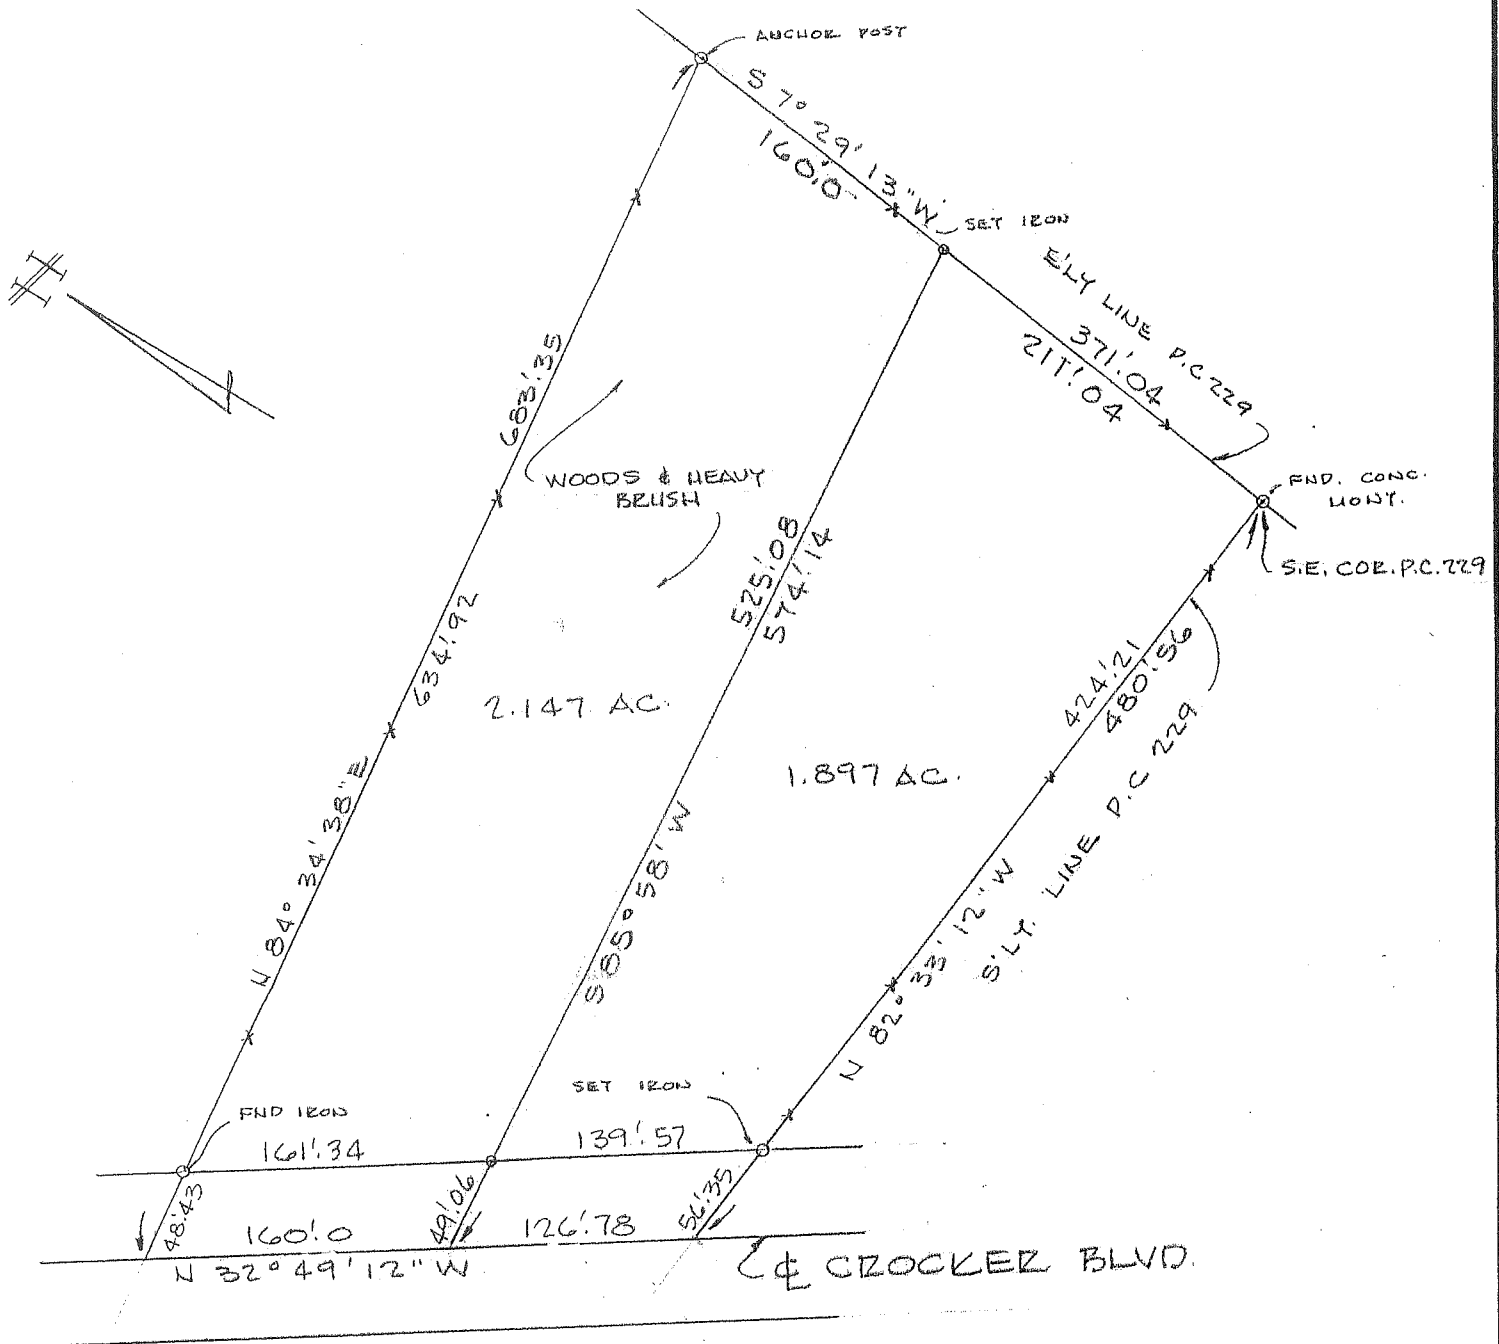 ANCHOR POST
S 7° 29' 13" W
160.'0
SET IRON
E'LY LINE P.C. 229
371.'04
211.'04
FND. CONC.
MONT.
S.E. COR. P.C. 229
683.'35
WOODS & HEAVY
BRUSH
525.'08
574.'14
634.'92
2.147 AC.
424.'21
480.'56
1.897 AC.
S'LY. LINE P.C 229
N 84° 34' 38" E
S 85° 58' W
N 82° 33' 12" W
FND IRON
SET IRON
161.'34
139.'57
48.'43
160.'0
49.'06
126.'78
56.'35
N 32° 49' 12" W
℄ CROCKER BLVD.